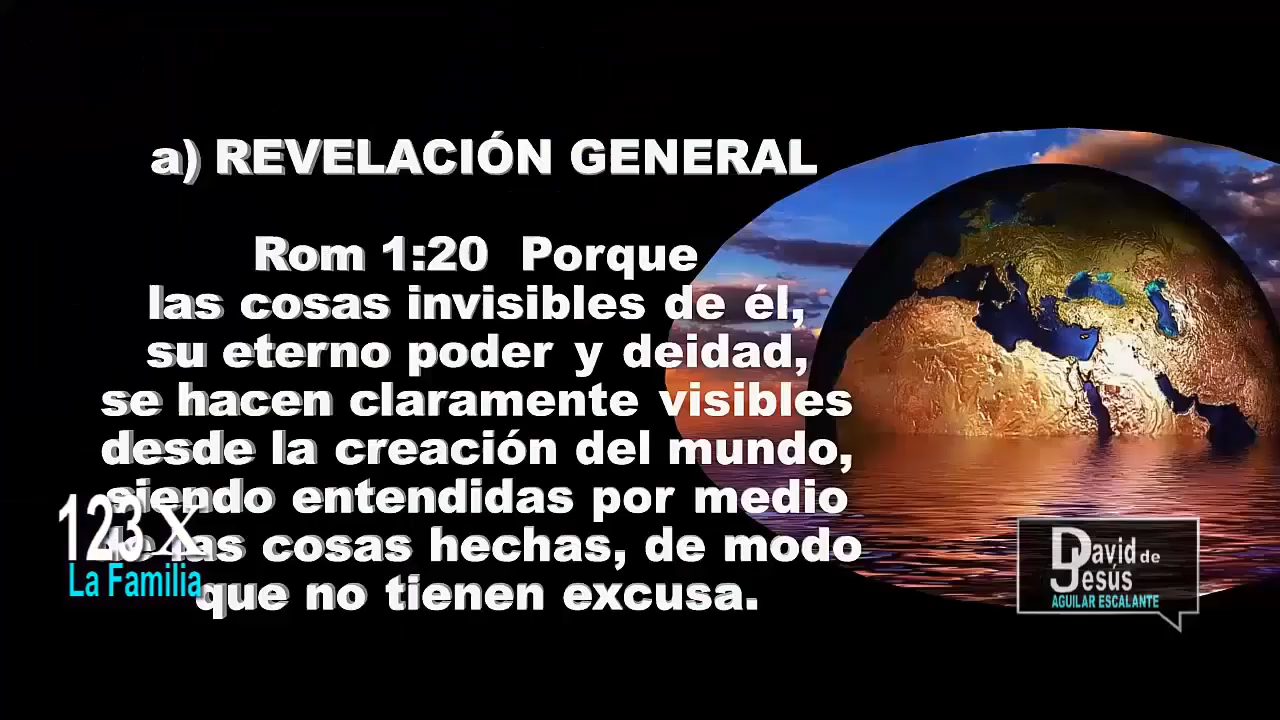 a) REVELACIÓN GENERAL
Rom 1:20 Porque
las cosas invisibles de él,
su eterno poder y deidad,
se hacen claramente visibles
desde la creación del mundo,
siendo entendidas por medio
de las cosas hechas, de modo
que no tienen excusa.
123 X
La Familia
David de
Jesús
AGUILAR ESCALANTE